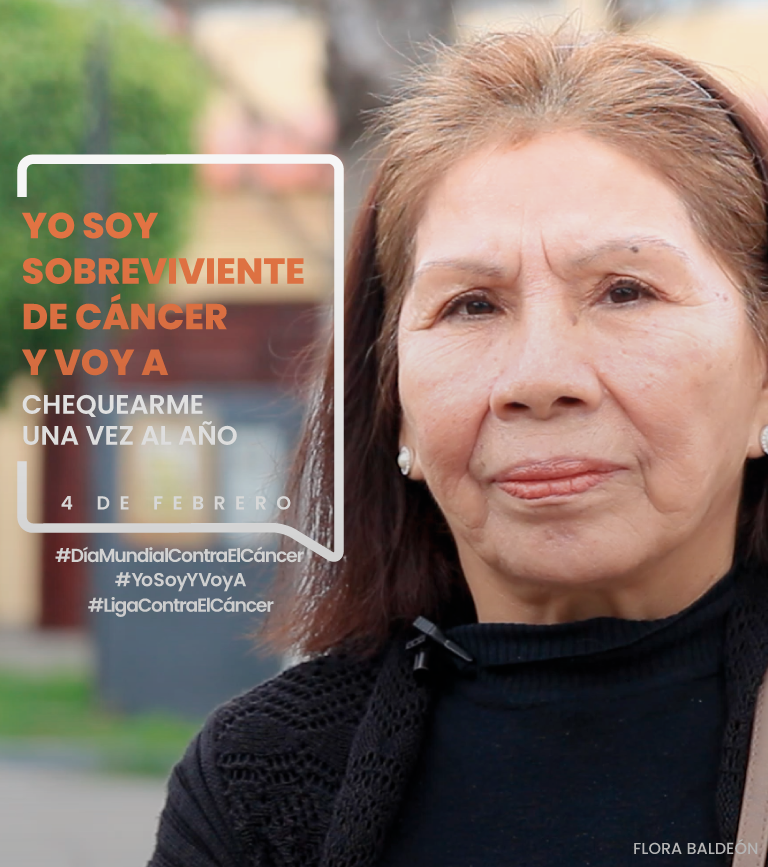 YO SOY
SOBREVIVIENTE
DE CÁNCER
Y VOY A
CHEQUEARME
UNA VEZ AL AÑO
4 DE FEBRERO
#DíaMundialContraElCáncer
#YoSoyYVoyA
#LigaContraElCáncer
FLORA BALDEÓN